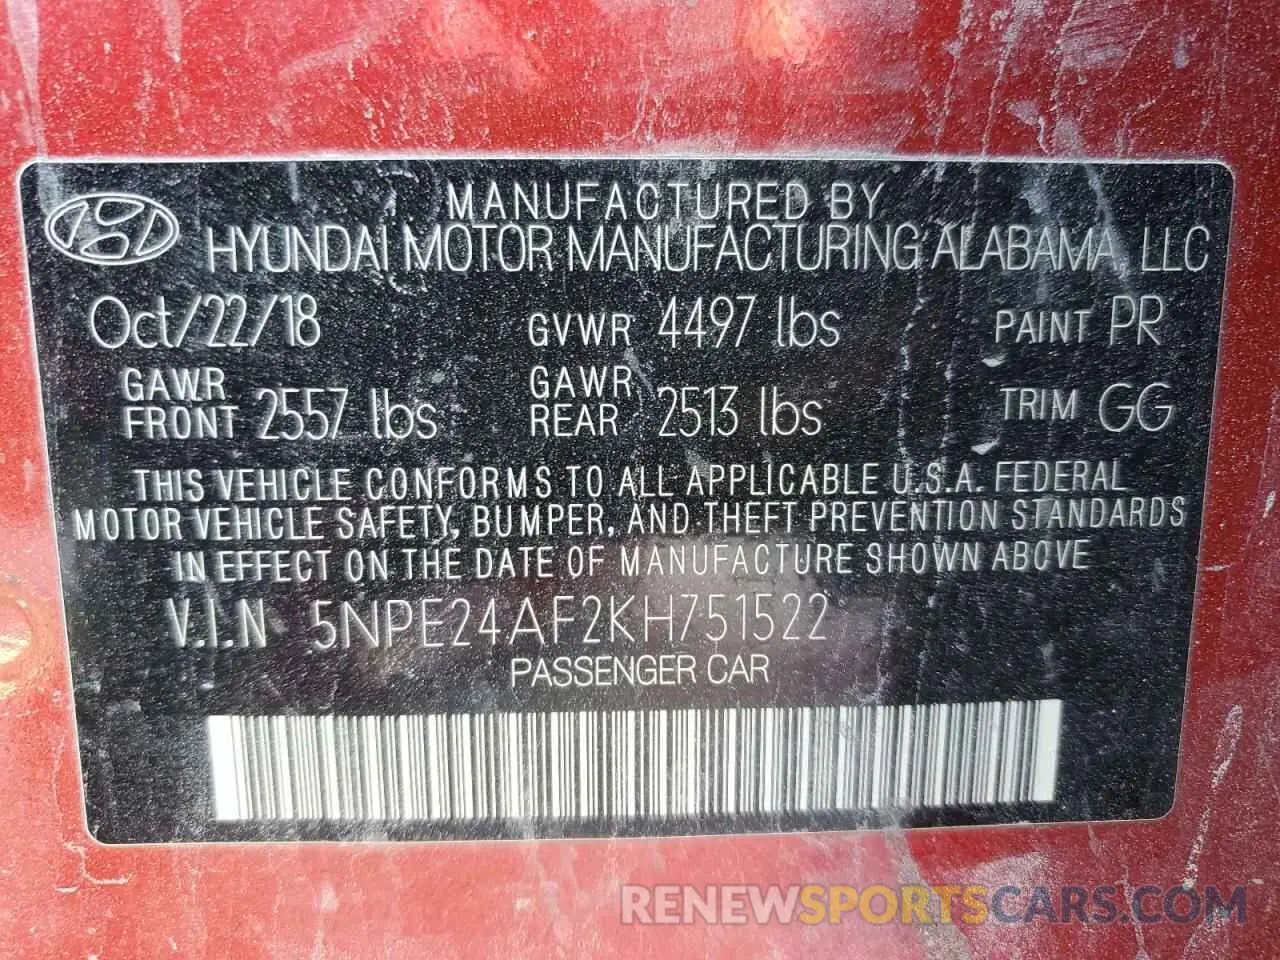 MANUFACTURED BY
HYUNDAI MOTOR MANUFACTURING ALABAMA, LLC
Oct/22/18 GVWR 4497 lbs PAINT PR
GAWR FRONT 2557 lbs GAWR REAR 2513 lbs TRIM GG
THIS VEHICLE CONFORMS TO ALL APPLICABLE U.S.A. FEDERAL
MOTOR VEHICLE SAFETY, BUMPER, AND THEFT PREVENTION STANDARDS
IN EFFECT ON THE DATE OF MANUFACTURE SHOWN ABOVE
V.I.N 5NPE24AF2KH751522
PASSENGER CAR
RENEWSPORTSCARS.COM